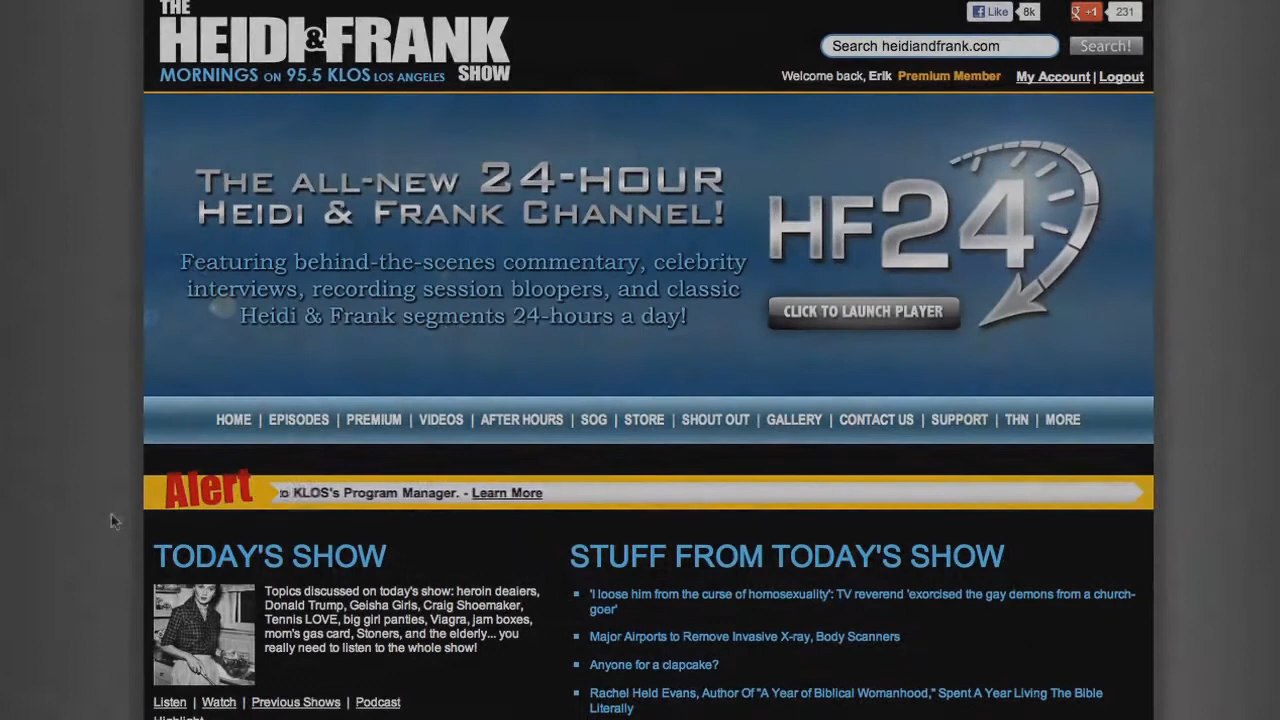 THE
HEIDI & FRANK
MORNINGS ON 95.5 KLOS LOS ANGELES SHOW
Like 8k
+1 231
Search heidiandfrank.com Search!
Welcome back, Erik Premium Member My Account | Logout
THE ALL-NEW 24-HOUR
HEIDI & FRANK CHANNEL!
Featuring behind-the-scenes commentary, celebrity
interviews, recording session bloopers, and classic
Heidi & Frank segments 24-hours a day!
HF24
CLICK TO LAUNCH PLAYER
HOME | EPISODES | PREMIUM | VIDEOS | AFTER HOURS | SOG | STORE | SHOUT OUT | GALLERY | CONTACT US | SUPPORT | THN | MORE
Alert
to KLOS's Program Manager. - Learn More
TODAY'S SHOW
Topics discussed on today's show: heroin dealers,
Donald Trump, Geisha Girls, Craig Shoemaker,
Tennis LOVE, big girl panties, Viagra, jam boxes,
mom's gas card, Stoners, and the elderly... you
really need to listen to the whole show!
Listen | Watch | Previous Shows | Podcast
Highlight
STUFF FROM TODAY'S SHOW
'I loose him from the curse of homosexuality': TV reverend 'exorcised the gay demons from a church-
goer'
Major Airports to Remove Invasive X-ray, Body Scanners
Anyone for a clapcake?
Rachel Held Evans, Author Of "A Year of Biblical Womanhood," Spent A Year Living The Bible
Literally